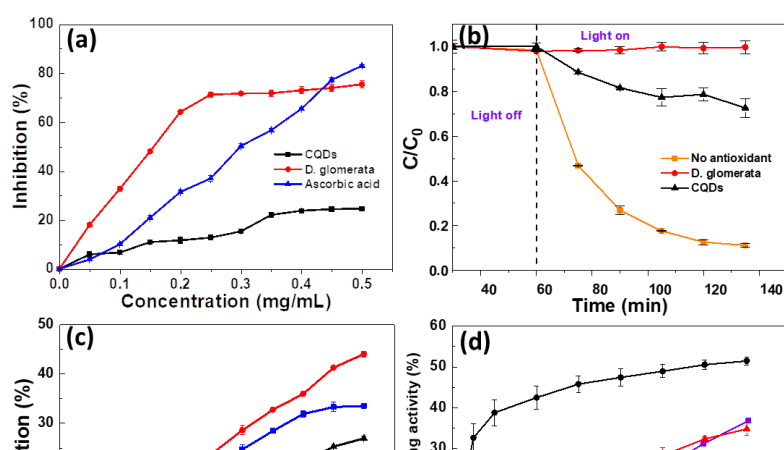 (a)
100
80
60
40
20
0
Inhibition (%)
CQDs
D. glomerata
Ascorbic acid
0.0 0.1 0.2 0.3 0.4 0.5
Concentration (mg/mL)
(b)
Light on
Light off
1.0
0.8
0.6
0.4
0.2
0.0
C/C0
No antioxidant
D. glomerata
CQDs
40 60 80 100 120 140
Time (min)
(c)
50
40
30
(d)
60
50
40
30
ng activity (%)